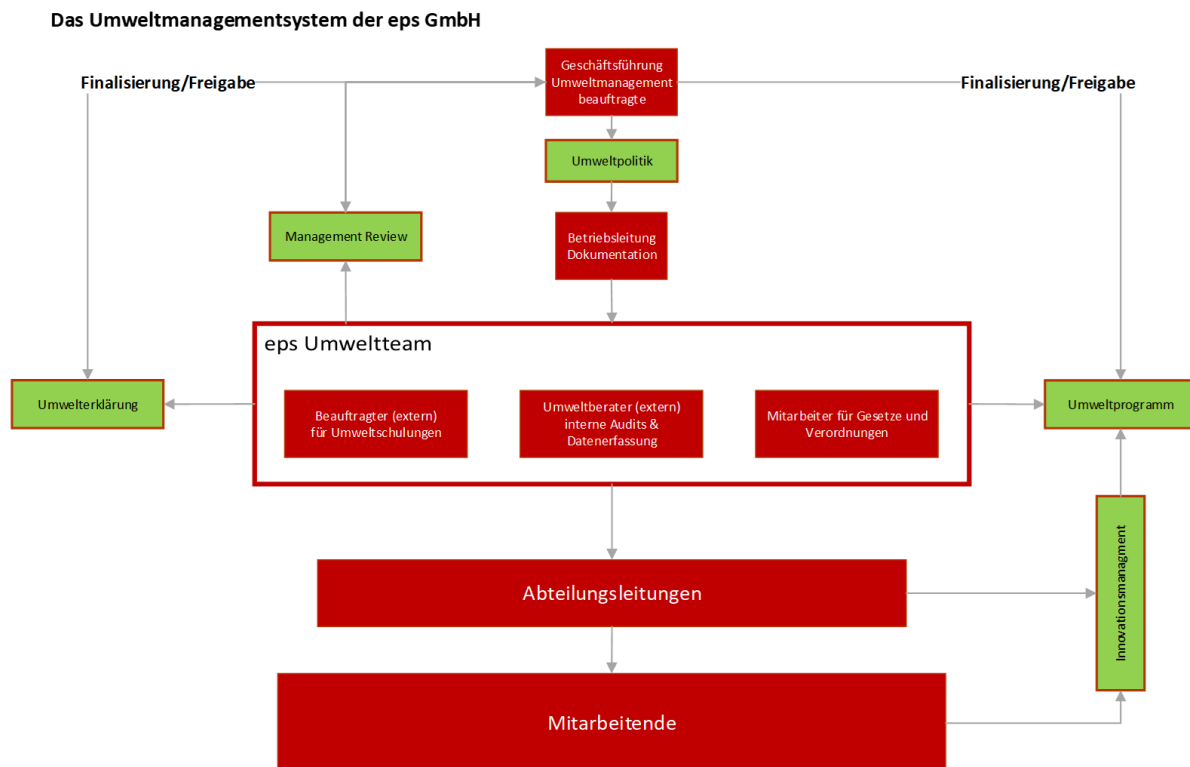 Das Umweltmanagementsystem der eps GmbH
Finalisierung/Freigabe
Geschäftsführung
Umweltmanagement
beauftragte
Finalisierung/Freigabe
Umweltpolitik
Management Review
Betriebsleitung
Dokumentation
eps Umweltteam
Umwelterklärung
Beauftragter (extern)
für Umweltschulungen
Umweltberater (extern)
interne Audits &
Datenerfassung
Mitarbeiter für Gesetze und
Verordnungen
Umweltprogramm
Innovationsmanagment
Abteilungsleitungen
Mitarbeitende